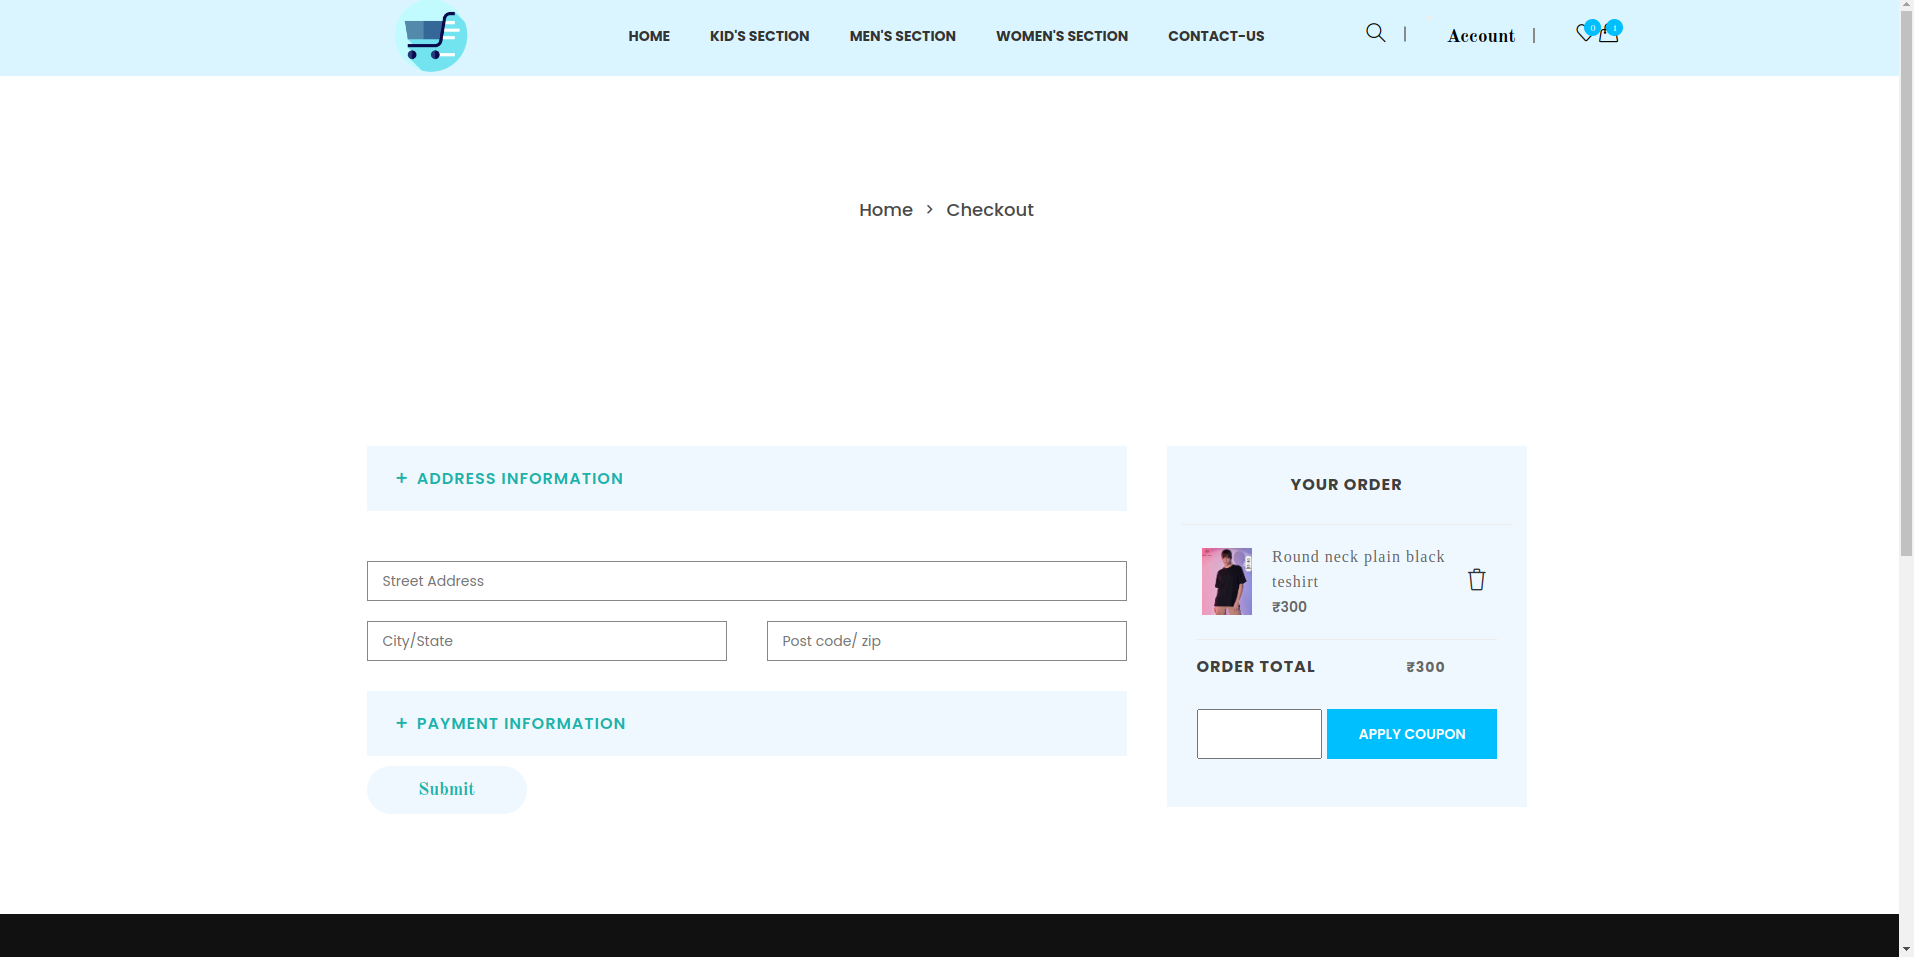 HOME KID'S SECTION MEN'S SECTION WOMEN'S SECTION CONTACT-US | Account | 0 1
Home > Checkout
+ ADDRESS INFORMATION
Street Address
City/State Post code/ zip
+ PAYMENT INFORMATION
Submit
YOUR ORDER
Round neck plain black
teshirt
₹300
ORDER TOTAL ₹300
APPLY COUPON